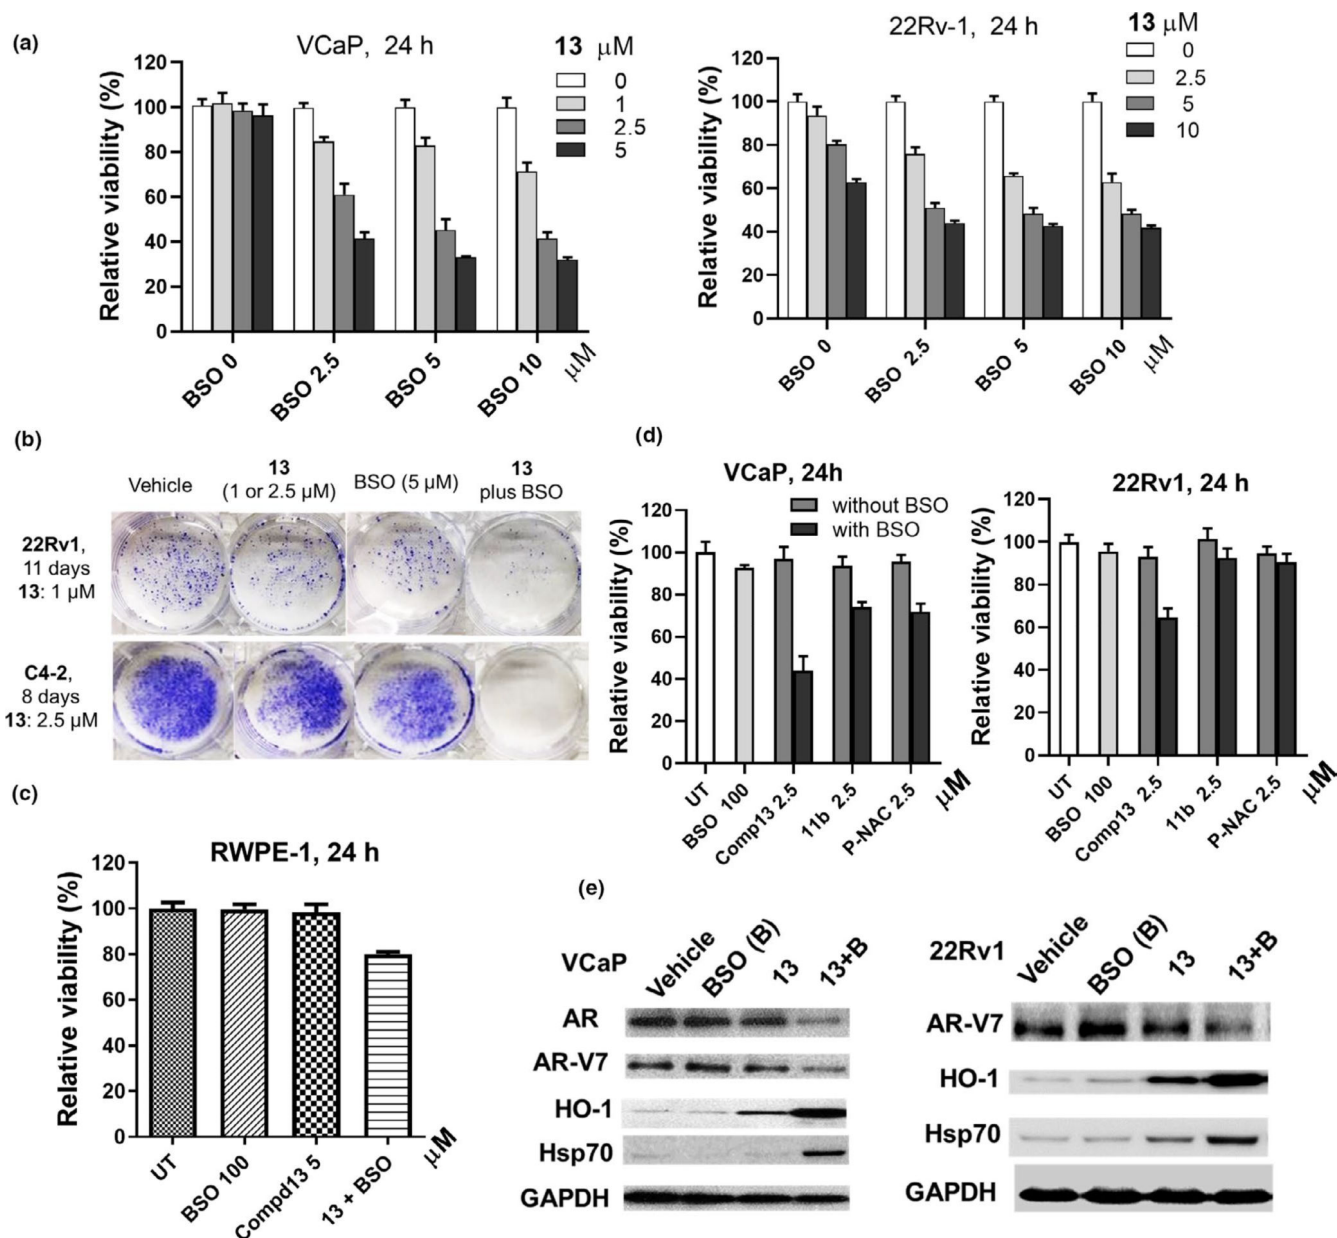 (a)
VCaP, 24 h
13 μM
0
1
2.5
5
Relative viability (%)
120
100
80
60
40
20
0
BSO 0
BSO 2.5
BSO 5
BSO 10
μM
22Rv-1, 24 h
13 μM
0
2.5
5
10
Relative viability (%)
120
100
80
60
40
20
0
BSO 0
BSO 2.5
BSO 5
BSO 10
μM
(b)
Vehicle
13
(1 or 2.5 μM)
BSO (5 μM)
13
plus BSO
22Rv1,
11 days
13: 1 μM
C4-2,
8 days
13: 2.5 μM
(c)
RWPE-1, 24 h
Relative viability (%)
120
100
80
60
40
20
0
UT
BSO 100
Compd13 5
13 + BSO
μM
(d)
VCaP, 24h
without BSO
with BSO
Relative viability (%)
120
100
80
60
40
20
0
UT
BSO 100
Comp13 2.5
11b 2.5
P-NAC 2.5
μM
22Rv1, 24 h
Relative viability (%)
120
100
80
60
40
20
0
UT
BSO 100
Comp13 2.5
11b 2.5
P-NAC 2.5
μM
(e)
VCaP
Vehicle
BSO (B)
13
13+B
AR
AR-V7
HO-1
Hsp70
GAPDH
22Rv1
Vehicle
BSO (B)
13
13+B
AR-V7
HO-1
Hsp70
GAPDH